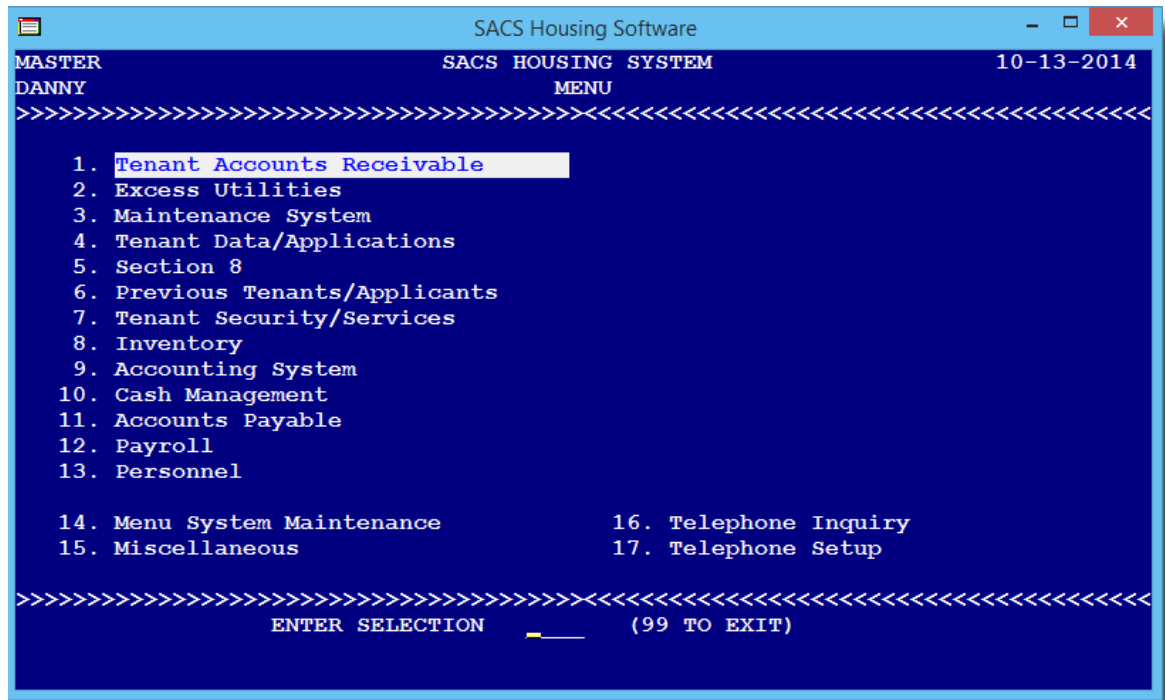 SACS Housing Software
MASTER SACS HOUSING SYSTEM 10-13-2014
DANNY MENU
>>>>>>>>>>>>>>>>>>>>>>>>>>>>>>>>>>>>>>>><<<<<<<<<<<<<<<<<<<<<<<<<<<<<<<<<<<<<<<<
1. Tenant Accounts Receivable
2. Excess Utilities
3. Maintenance System
4. Tenant Data/Applications
5. Section 8
6. Previous Tenants/Applicants
7. Tenant Security/Services
8. Inventory
9. Accounting System
10. Cash Management
11. Accounts Payable
12. Payroll
13. Personnel
14. Menu System Maintenance 16. Telephone Inquiry
15. Miscellaneous 17. Telephone Setup
>>>>>>>>>>>>>>>>>>>>>>>>>>>>>>>>>>>>>>>><<<<<<<<<<<<<<<<<<<<<<<<<<<<<<<<<<<<<<<<
ENTER SELECTION ____ (99 TO EXIT)